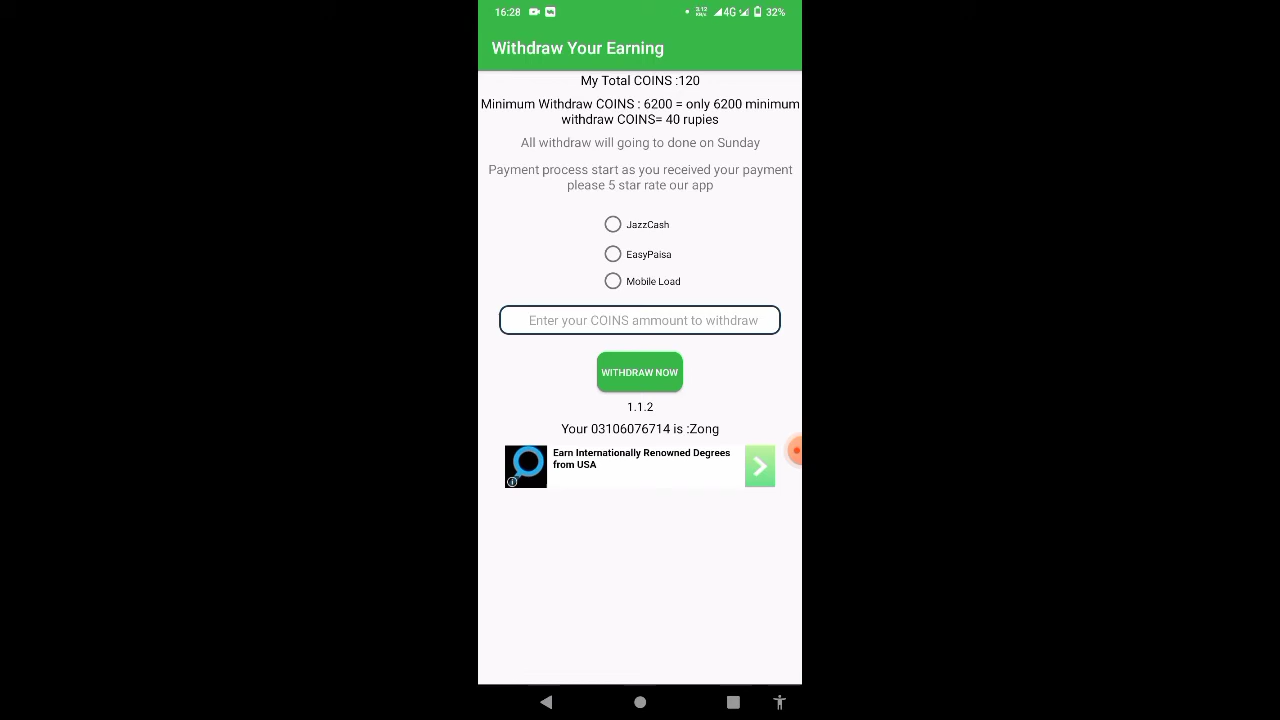 16:28
4G 32%
Withdraw Your Earning
My Total COINS :120
Minimum Withdraw COINS : 6200 = only 6200 minimum
withdraw COINS= 40 rupies
All withdraw will going to done on Sunday
Payment process start as you received your payment
please 5 star rate our app
JazzCash
EasyPaisa
Mobile Load
Enter your COINS ammount to withdraw
WITHDRAW NOW
1.1.2
Your 03106076714 is :Zong
Earn Internationally Renowned Degrees
from USA